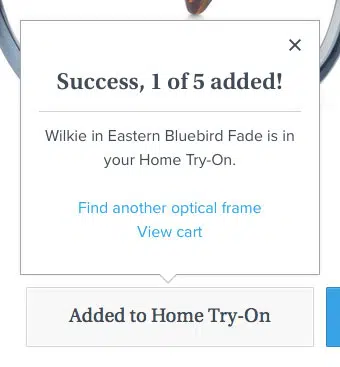 Success, 1 of 5 added!
Wilkie in Eastern Bluebird Fade is in
your Home Try-On.
Find another optical frame
View cart
Added to Home Try-On